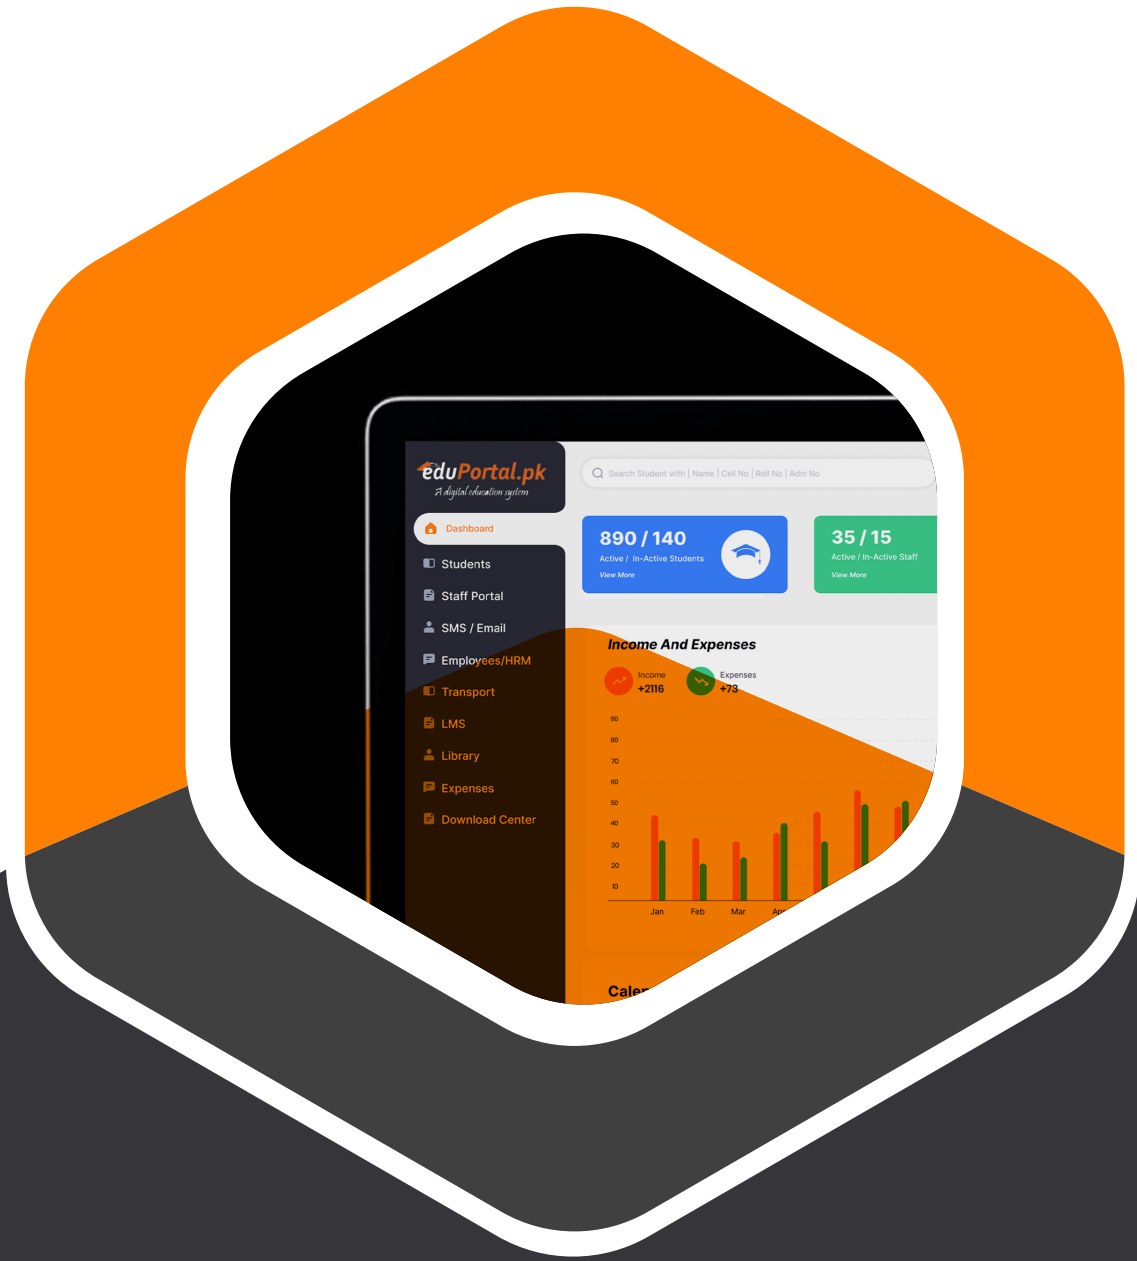 eduPortal.pk
A digital education system
Dashboard
Students
Staff Portal
SMS / Email
Employees/HRM
Transport
LMS
Library
Expenses
Download Center
Search Student with | Name | Cell No | Roll No | Adm No
890 / 140
Active / In-Active Students
View More
35 / 15
Active / In-Active Staff
View More
Income And Expenses
Income
+2116
Expenses
+73
90
80
70
60
50
40
30
20
10
Jan Feb Mar